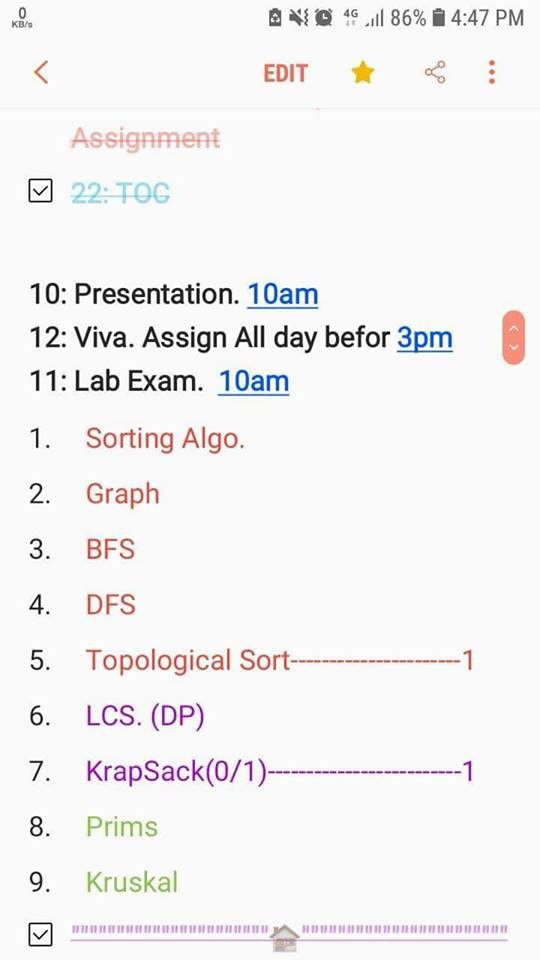 0
KB/s
4G
86%
4:47 PM
EDIT
Assignment
22: TOC
10: Presentation. 10am
12: Viva. Assign All day befor 3pm
11: Lab Exam. 10am
1. Sorting Algo.
2. Graph
3. BFS
4. DFS
5. Topological Sort----------------------1
6. LCS. (DP)
7. KrapSack(0/1)-------------------------1
8. Prims
9. Kruskal